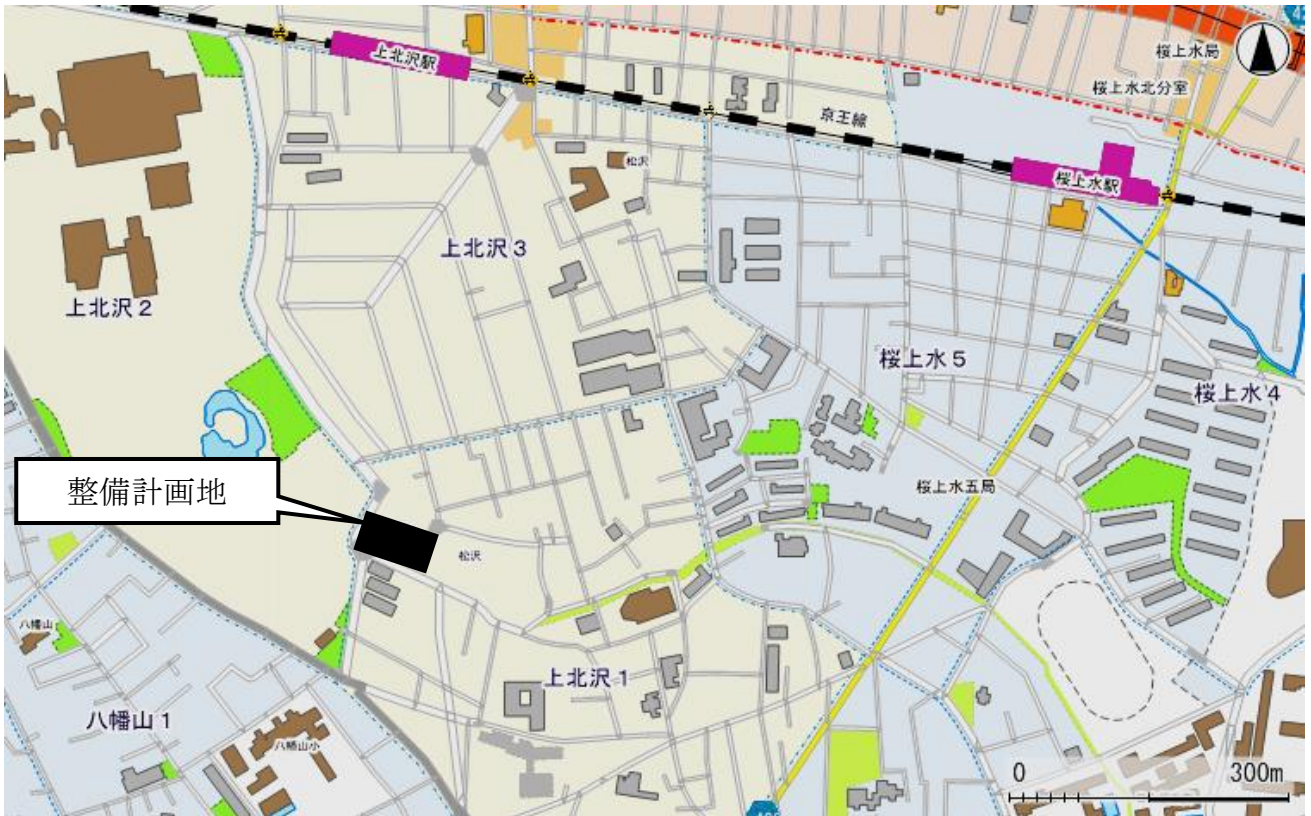 上北沢駅
桜上水局
桜上水北分室
京王線
松沢
桜上水駅
上北沢3
上北沢2
桜上水5
桜上水4
整備計画地
桜上水五局
松沢
八幡山
上北沢1
八幡山1
八幡山小
0 300m